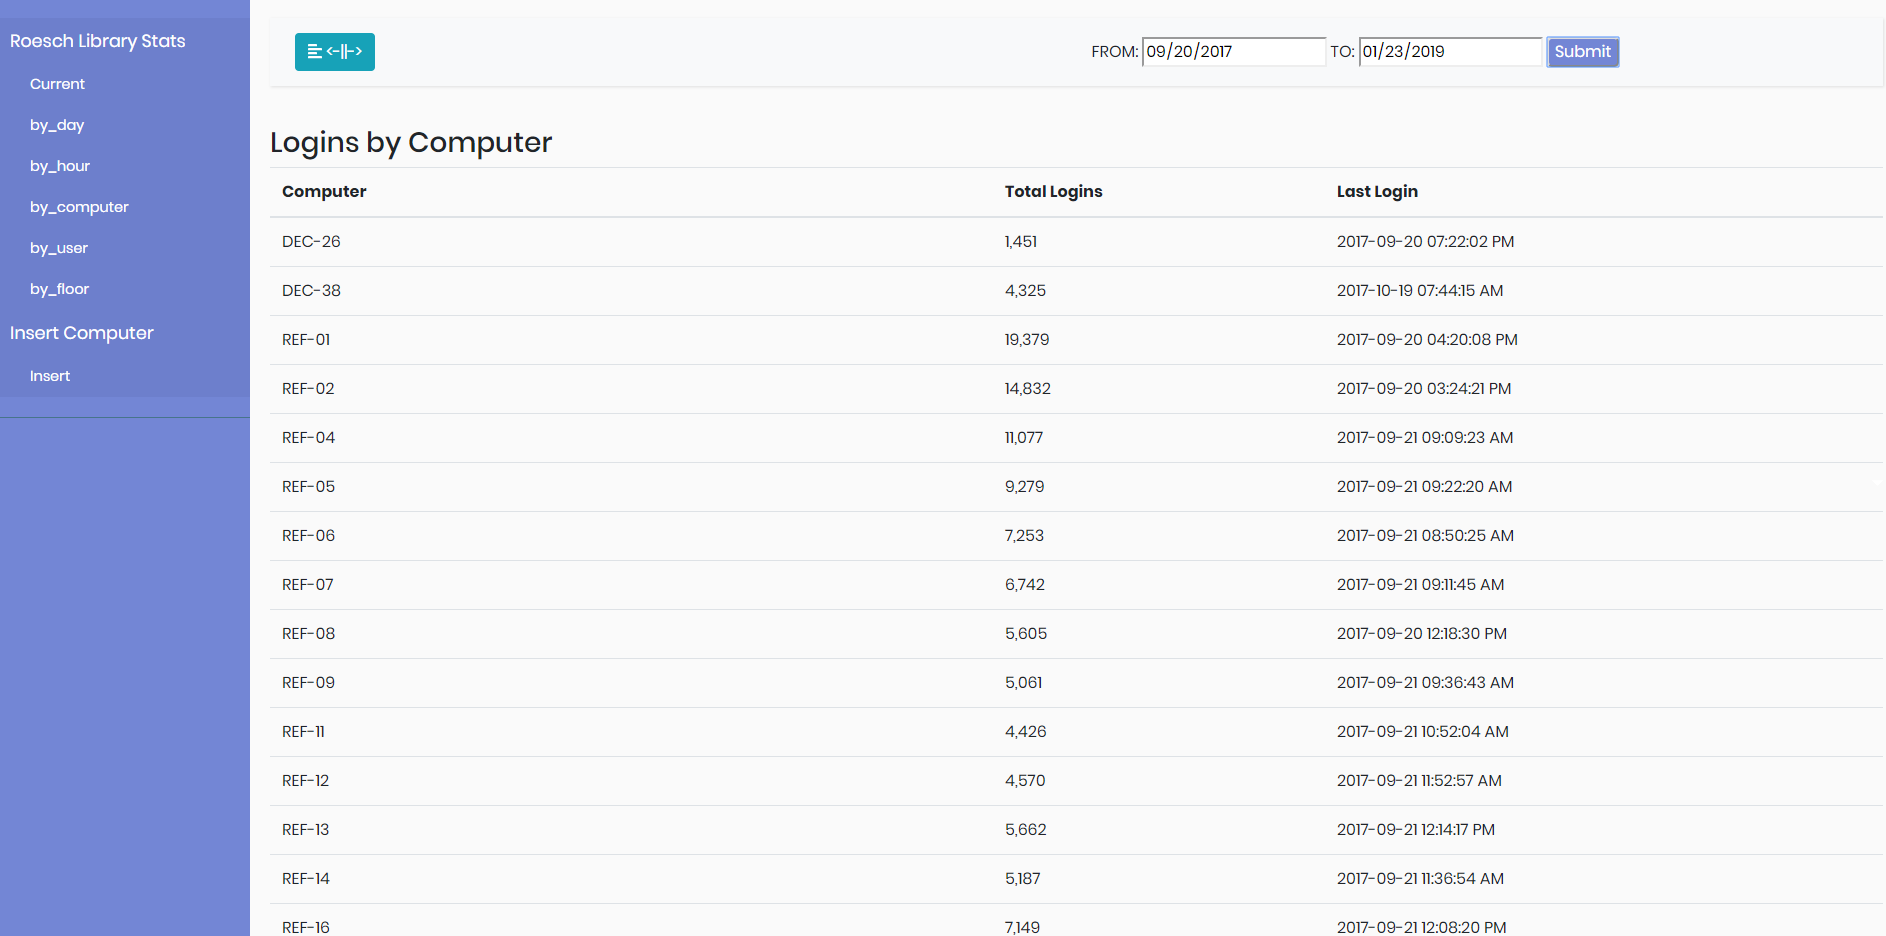 Roesch Library Stats
Current
by_day
by_hour
by_computer
by_user
by_floor
Insert Computer
Insert
<-||-> FROM: 09/20/2017 TO: 01/23/2019 Submit
Logins by Computer
Computer Total Logins Last Login
DEC-26 1,451 2017-09-20 07:22:02 PM
DEC-38 4,325 2017-10-19 07:44:15 AM
REF-01 19,379 2017-09-20 04:20:08 PM
REF-02 14,832 2017-09-20 03:24:21 PM
REF-04 11,077 2017-09-21 09:09:23 AM
REF-05 9,279 2017-09-21 09:22:20 AM
REF-06 7,253 2017-09-21 08:50:25 AM
REF-07 6,742 2017-09-21 09:11:45 AM
REF-08 5,605 2017-09-20 12:18:30 PM
REF-09 5,061 2017-09-21 09:36:43 AM
REF-11 4,426 2017-09-21 10:52:04 AM
REF-12 4,570 2017-09-21 11:52:57 AM
REF-13 5,662 2017-09-21 12:14:17 PM
REF-14 5,187 2017-09-21 11:36:54 AM
REF-16 7,149 2017-09-21 12:08:20 PM